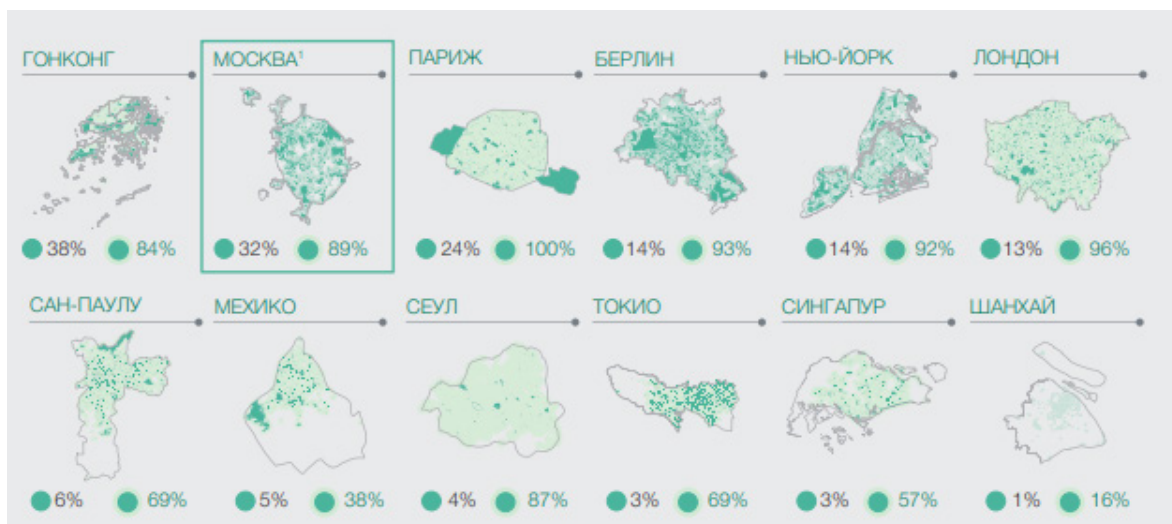 ГОНКОНГ МОСКВА¹ ПАРИЖ БЕРЛИН НЬЮ-ЙОРК ЛОНДОН
38% 84% 32% 89% 24% 100% 14% 93% 14% 92% 13% 96%
САН-ПАУЛУ МЕХИКО СЕУЛ ТОКИО СИНГАПУР ШАНХАЙ
6% 69% 5% 38% 4% 87% 3% 69% 3% 57% 1% 16%